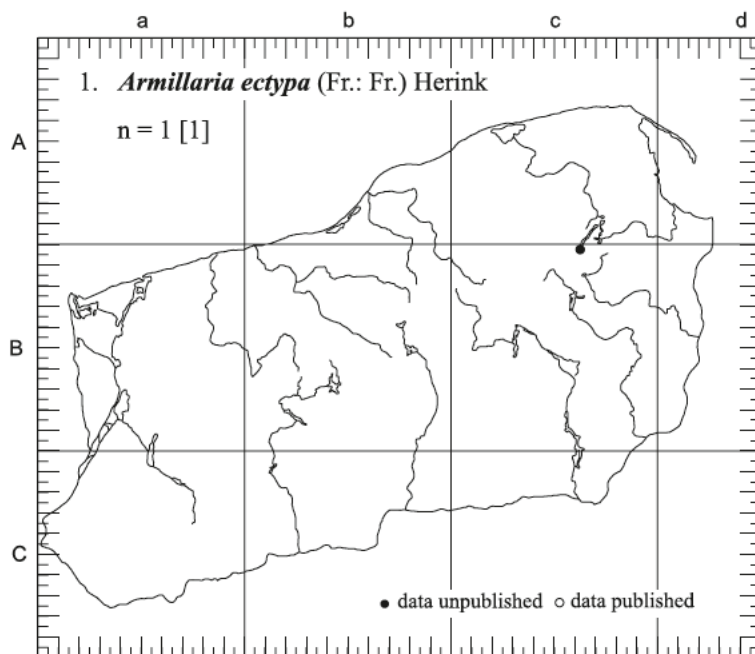 a b c d
1. Armillaria ectypa (Fr.: Fr.) Herink
n = 1 [1]
A
B
C
● data unpublished ○ data published